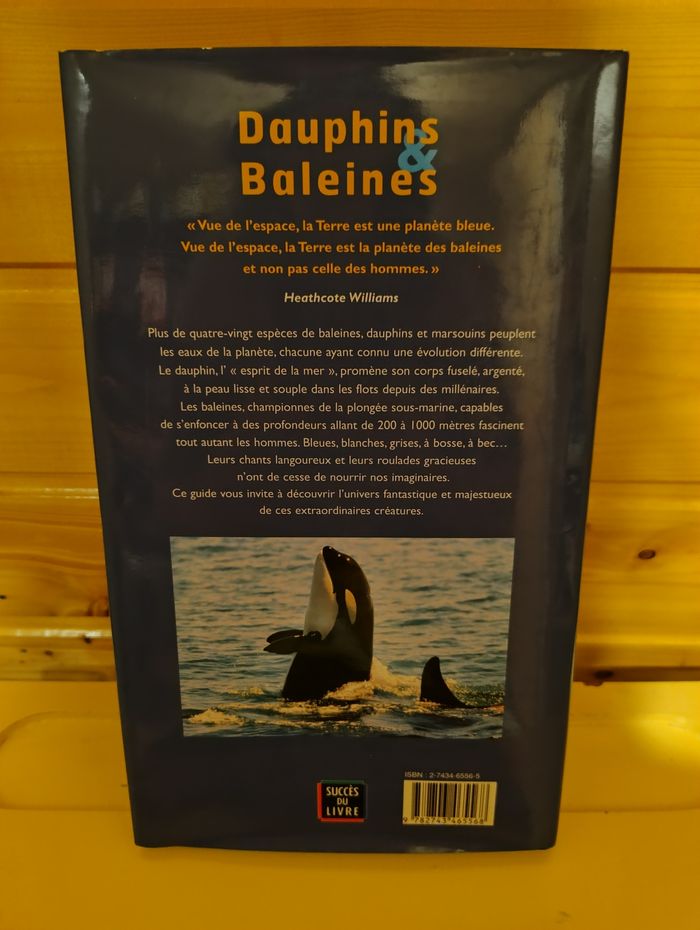 Dauphins
&
Baleines
« Vue de l'espace, la Terre est une planète bleue.
Vue de l'espace, la Terre est la planète des baleines
et non pas celle des hommes. »
Heathcote Williams
Plus de quatre-vingt espèces de baleines, dauphins et marsouins peuplent
les eaux de la planète, chacune ayant connu une évolution différente.
Le dauphin, l' « esprit de la mer », promène son corps fuselé, argenté,
à la peau lisse et souple dans les flots depuis des millénaires.
Les baleines, championnes de la plongée sous-marine, capables
de s'enfoncer à des profondeurs allant de 200 à 1000 mètres fascinent
tout autant les hommes. Bleues, blanches, grises, à bosse, à bec...
Leurs chants langoureux et leurs roulades gracieuses
n'ont de cesse de nourrir nos imaginaires.
Ce guide vous invite à découvrir l'univers fantastique et majestueux
de ces extraordinaires créatures.
SUCCÈS
DU
LIVRE
ISBN : 2-7434-6556-5
9 782743 465568